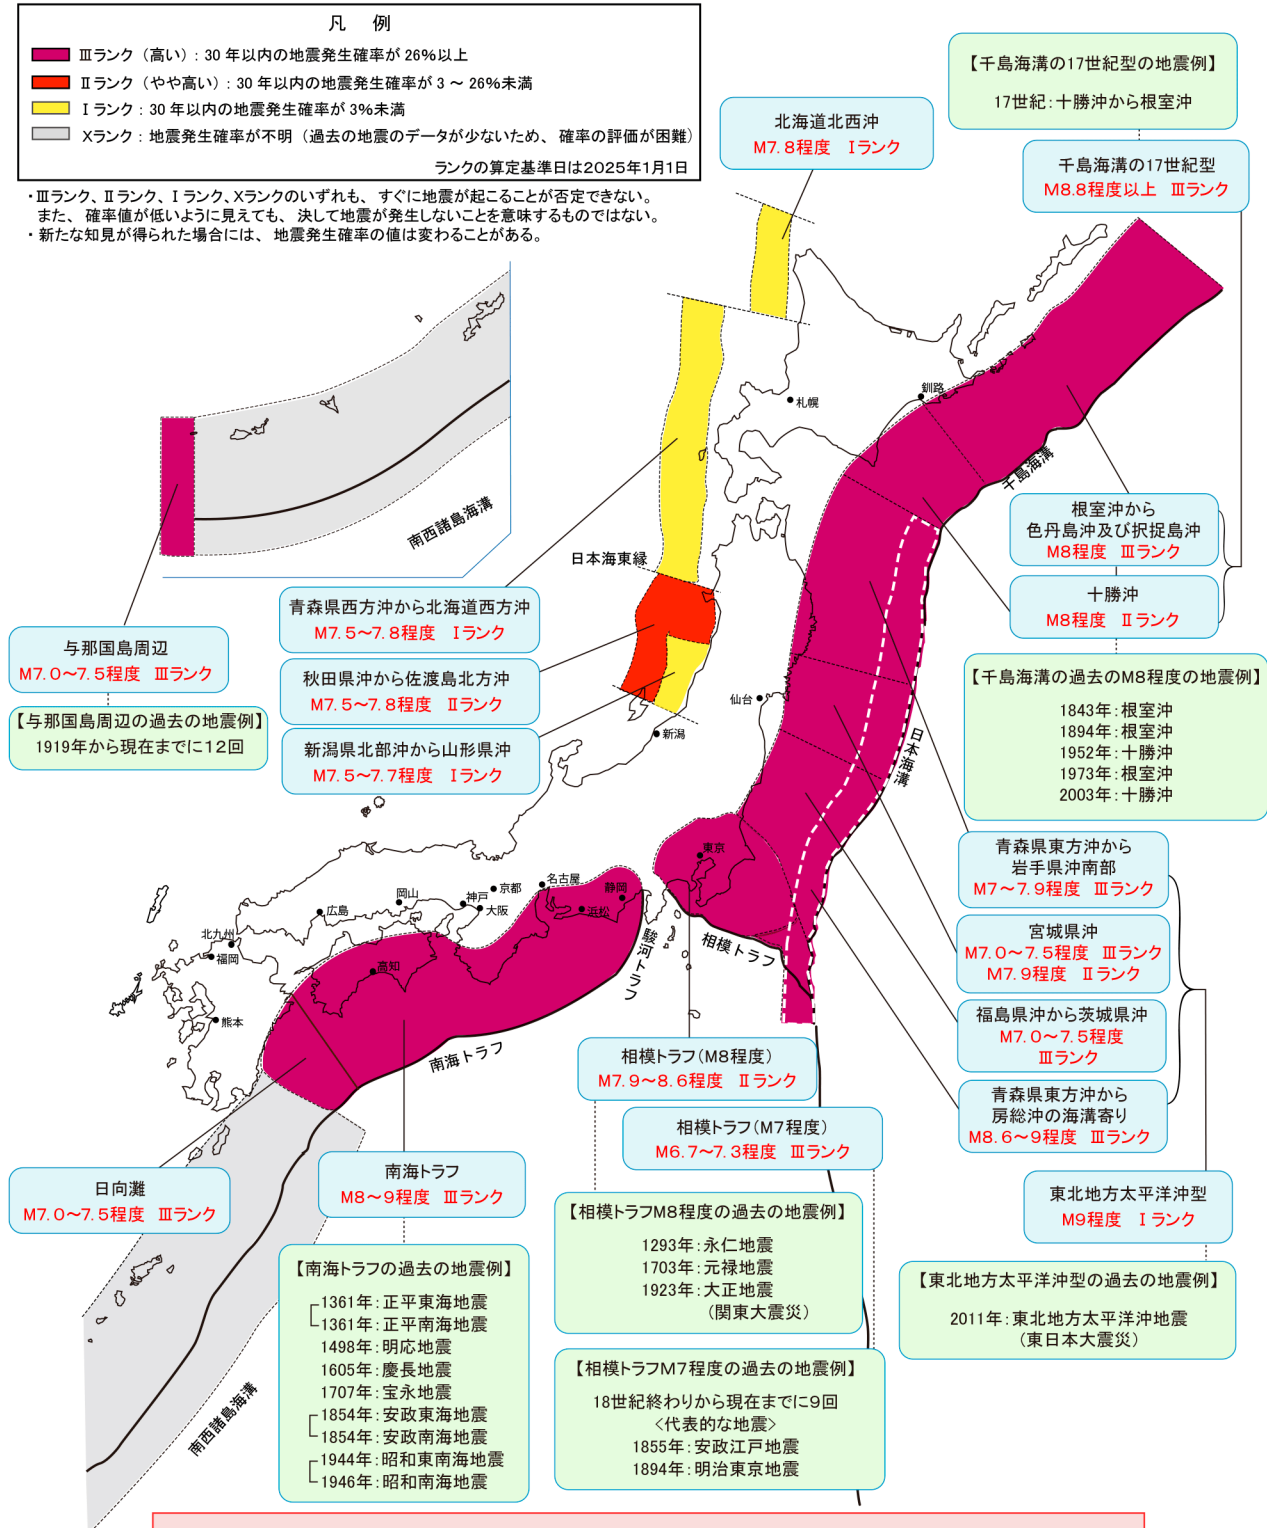 凡 例
Ⅲランク（高い）：30年以内の地震発生確率が26%以上
Ⅱランク（やや高い）：30年以内の地震発生確率が3～26%未満
Ⅰランク：30年以内の地震発生確率が3%未満
Xランク：地震発生確率が不明（過去の地震のデータが少ないため、確率の評価が困難）
ランクの算定基準日は2025年1月1日
・Ⅲランク、Ⅱランク、Ⅰランク、Xランクのいずれも、すぐに地震が起こることが否定できない。
また、確率値が低いように見えても、決して地震が発生しないことを意味するものではない。
・新たな知見が得られた場合には、地震発生確率の値は変わることがある。
北海道北西沖
M7.8程度 Ⅰランク
【千島海溝の17世紀型の地震例】
17世紀：十勝沖から根室沖
千島海溝の17世紀型
M8.8程度以上 Ⅲランク
釧路
札幌
千島海溝
南西諸島海溝
日本海東縁
根室沖から
色丹島沖及び択捉島沖
M8程度 Ⅲランク
十勝沖
M8程度 Ⅱランク
青森県西方沖から北海道西方沖
M7.5～7.8程度 Ⅰランク
秋田県沖から佐渡島北方沖
M7.5～7.8程度 Ⅱランク
新潟県北部沖から山形県沖
M7.5～7.7程度 Ⅰランク
与那国島周辺
M7.0～7.5程度 Ⅲランク
【与那国島周辺の過去の地震例】
1919年から現在までに12回
【千島海溝の過去のM8程度の地震例】
1843年：根室沖
1894年：根室沖
1952年：十勝沖
1973年：根室沖
2003年：十勝沖
仙台
新潟
日本海溝
青森県東方沖から
岩手県沖南部
M7～7.9程度 Ⅲランク
宮城県沖
M7.0～7.5程度 Ⅲランク
M7.9程度 Ⅱランク
福島県沖から茨城県沖
M7.0～7.5程度
Ⅲランク
青森県東方沖から
房総沖の海溝寄り
M8.6～9程度 Ⅲランク
東京
名古屋
静岡
浜松
京都
神戸
大阪
岡山
広島
北九州
福岡
高知
熊本
駿河トラフ
相模トラフ
南海トラフ
相模トラフ（M8程度）
M7.9～8.6程度 Ⅱランク
相模トラフ（M7程度）
M6.7～7.3程度 Ⅲランク
日向灘
M7.0～7.5程度 Ⅲランク
南海トラフ
M8～9程度 Ⅲランク
東北地方太平洋沖型
M9程度 Ⅰランク
【相模トラフM8程度の過去の地震例】
1293年：永仁地震
1703年：元禄地震
1923年：大正地震
（関東大震災）
【南海トラフの過去の地震例】
1361年：正平東海地震
1361年：正平南海地震
1498年：明応地震
1605年：慶長地震
1707年：宝永地震
1854年：安政東海地震
1854年：安政南海地震
1944年：昭和東南海地震
1946年：昭和南海地震
【東北地方太平洋沖型の過去の地震例】
2011年：東北地方太平洋沖地震
（東日本大震災）
【相模トラフM7程度の過去の地震例】
18世紀終わりから現在までに9回
＜代表的な地震＞
1855年：安政江戸地震
1894年：明治東京地震
南西諸島海溝